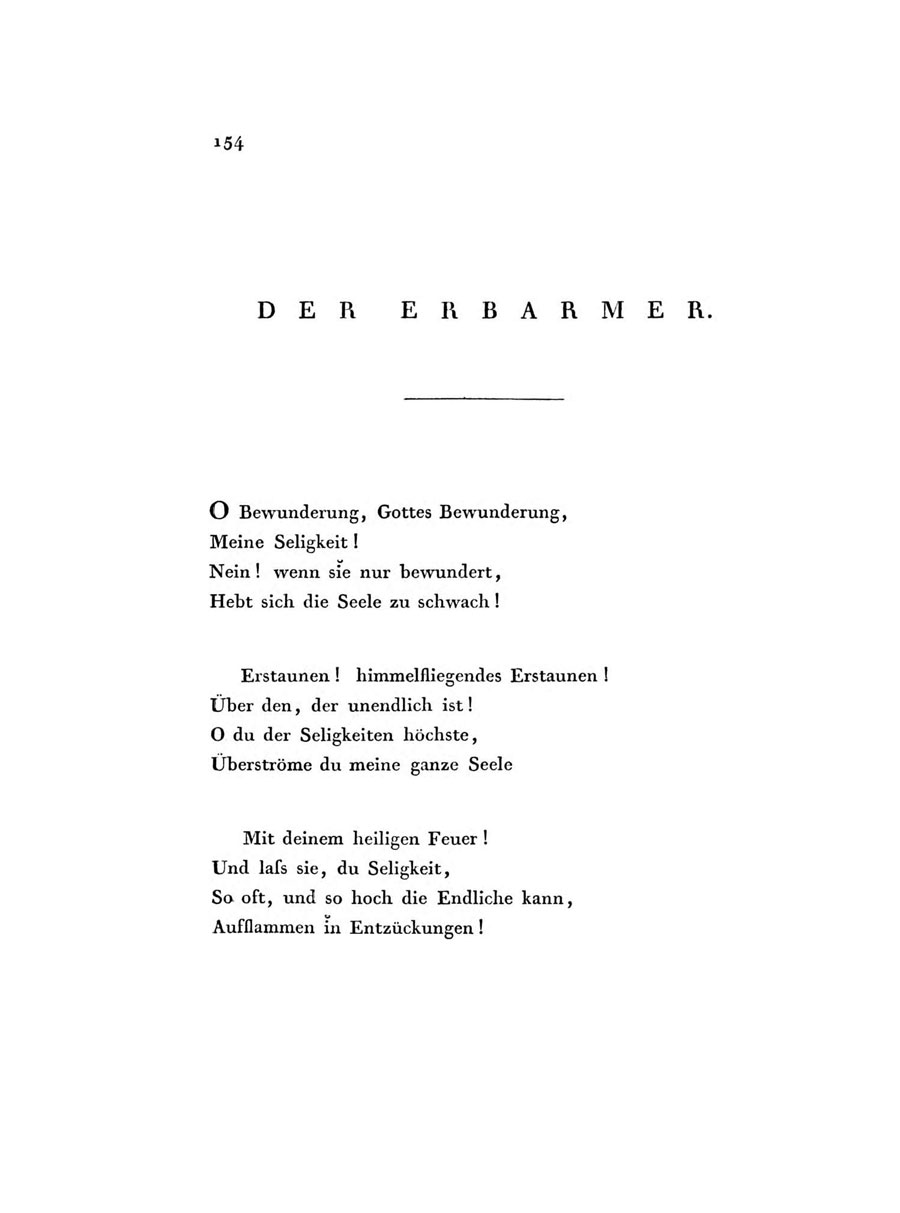 154
DER ERBARMER.
O Bewunderung, Gottes Bewunderung,
Meine Seligkeit!
Nein! wenn sı̆e nur bewundert,
Hebt sich die Seele zu schwach!
Erstaunen! himmelfliegendes Erstaunen!
Über den, der unendlich ist!
O du der Seligkeiten höchste,
Überströme du meine ganze Seele
Mit deinem heiligen Feuer!
Und laſs sie, du Seligkeit,
So oft, und so hoch die Endliche kann,
Aufflammen ı̆n Entzückungen!